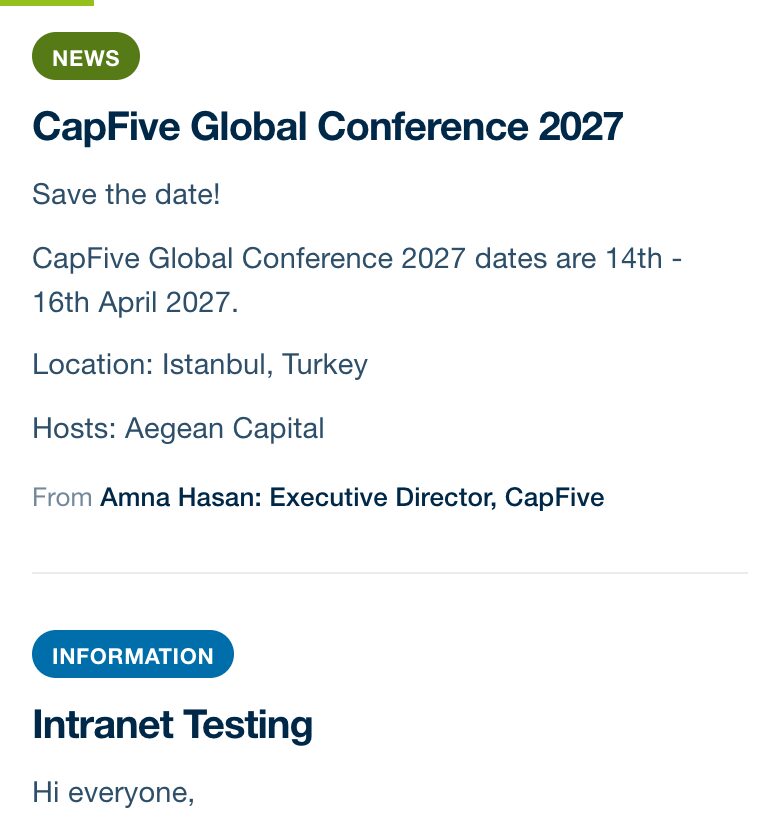 NEWS
CapFive Global Conference 2027
Save the date!
CapFive Global Conference 2027 dates are 14th -
16th April 2027.
Location: Istanbul, Turkey
Hosts: Aegean Capital
From Amna Hasan: Executive Director, CapFive
INFORMATION
Intranet Testing
Hi everyone,